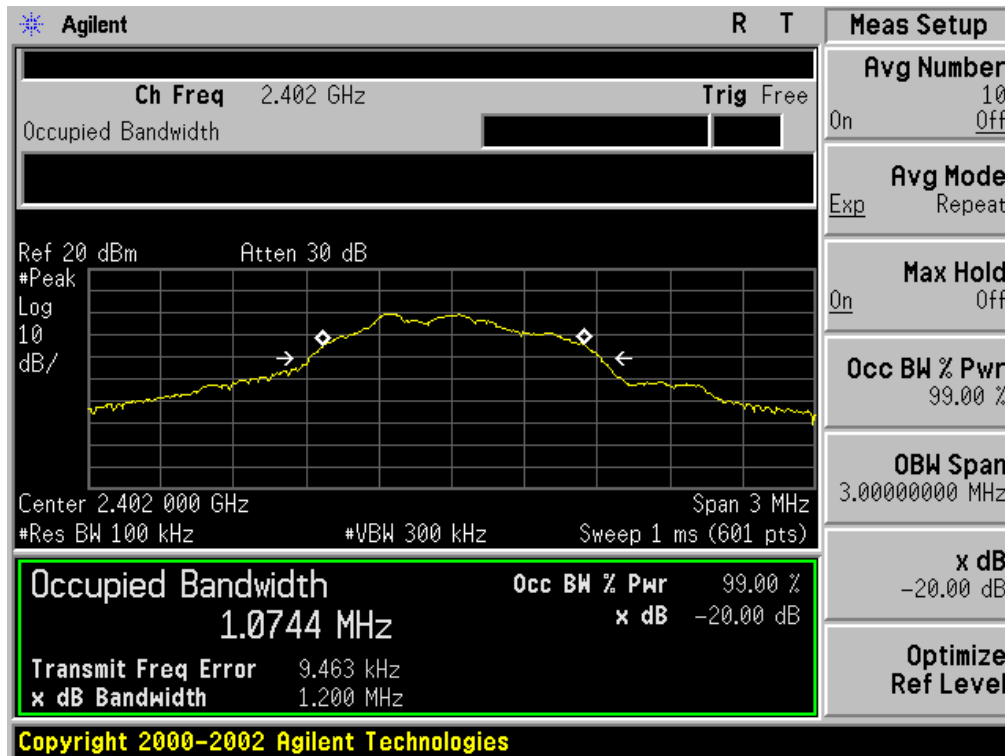 Agilent R T
Ch Freq 2.402 GHz Trig Free
Occupied Bandwidth
Ref 20 dBm Atten 30 dB
#Peak
Log
10
dB/
Center 2.402 000 GHz Span 3 MHz
#Res BW 100 kHz #VBW 300 kHz Sweep 1 ms (601 pts)
Occupied Bandwidth
1.0744 MHz
Occ BW % Pwr 99.00 %
x dB -20.00 dB
Transmit Freq Error 9.463 kHz
x dB Bandwidth 1.200 MHz
Copyright 2000-2002 Agilent Technologies
Meas Setup
Avg Number
10
On Off
Avg Mode
Exp Repeat
Max Hold
On Off
Occ BW % Pwr
99.00 %
OBW Span
3.00000000 MHz
x dB
-20.00 dB
Optimize
Ref Level